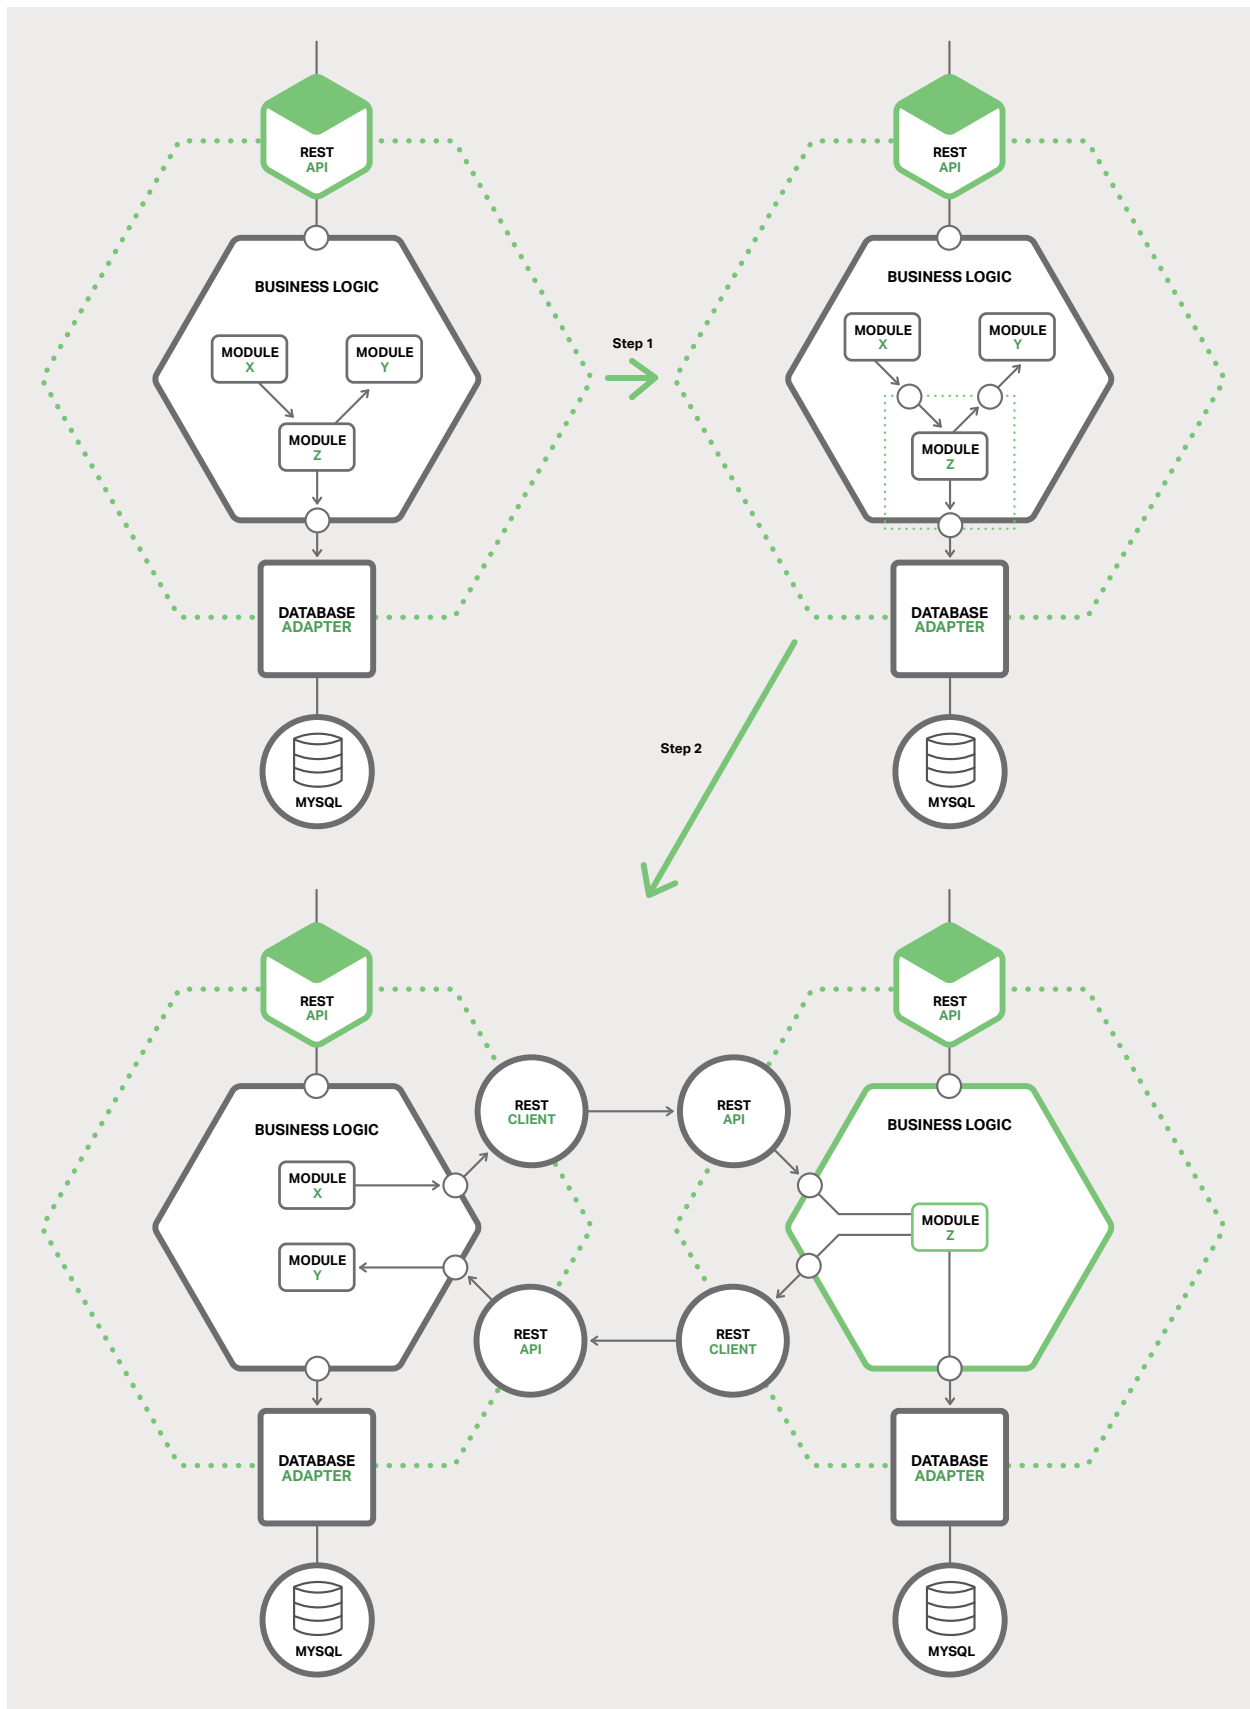 REST
API
BUSINESS LOGIC
MODULE
X
MODULE
Y
MODULE
Z
DATABASE
ADAPTER
MYSQL
Step 1
REST
API
BUSINESS LOGIC
MODULE
X
MODULE
Y
MODULE
Z
DATABASE
ADAPTER
MYSQL
Step 2
REST
API
BUSINESS LOGIC
MODULE
X
MODULE
Y
REST
CLIENT
REST
API
DATABASE
ADAPTER
MYSQL
REST
API
REST
API
BUSINESS LOGIC
MODULE
Z
REST
CLIENT
DATABASE
ADAPTER
MYSQL